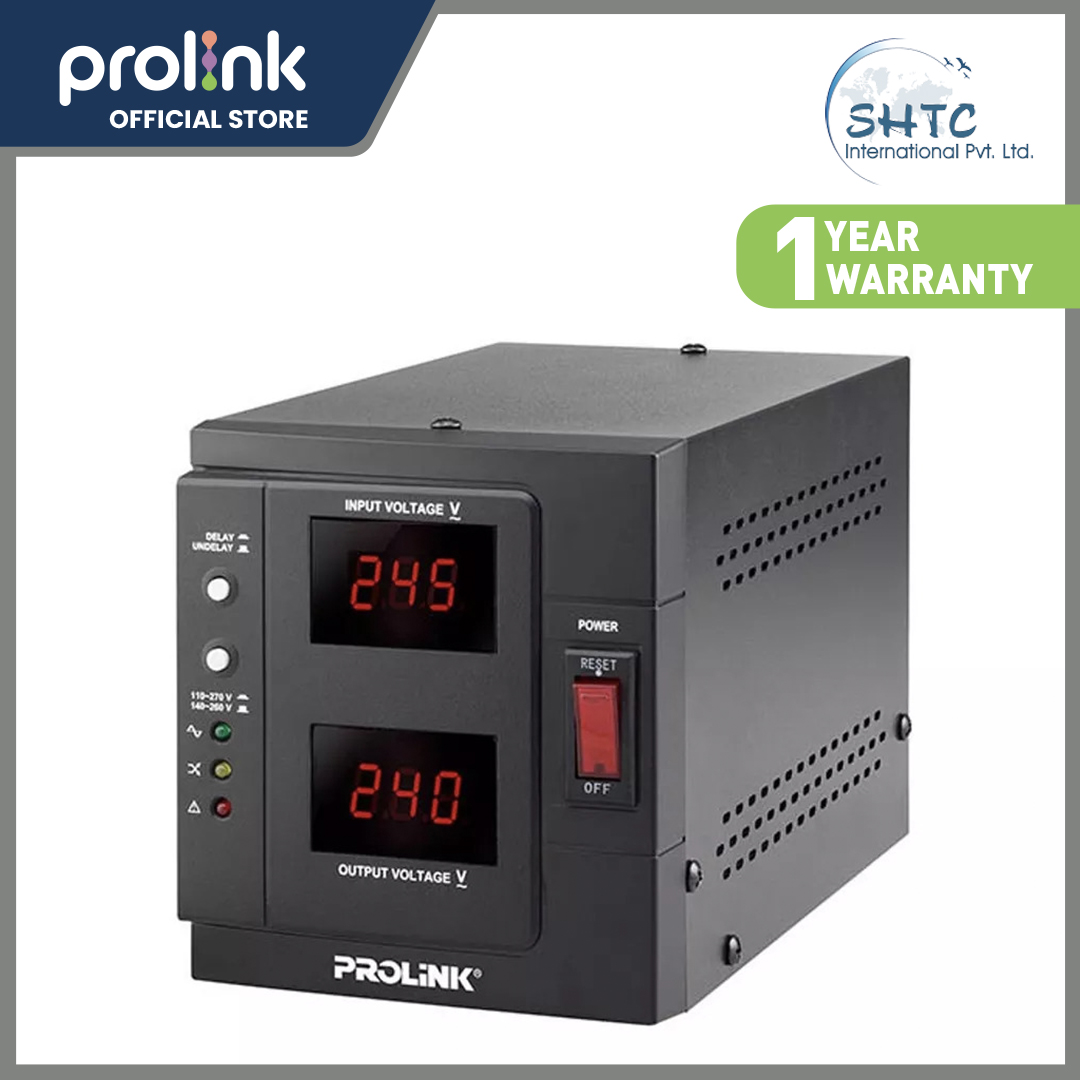 prolink
OFFICIAL STORE
SHTC
International Pvt. Ltd.
1 YEAR
WARRANTY
INPUT VOLTAGE V
245
DELAY
UNDELAY
POWER
RESET
OFF
110~270 V
140~260 V
240
OUTPUT VOLTAGE V
PROLiNK®